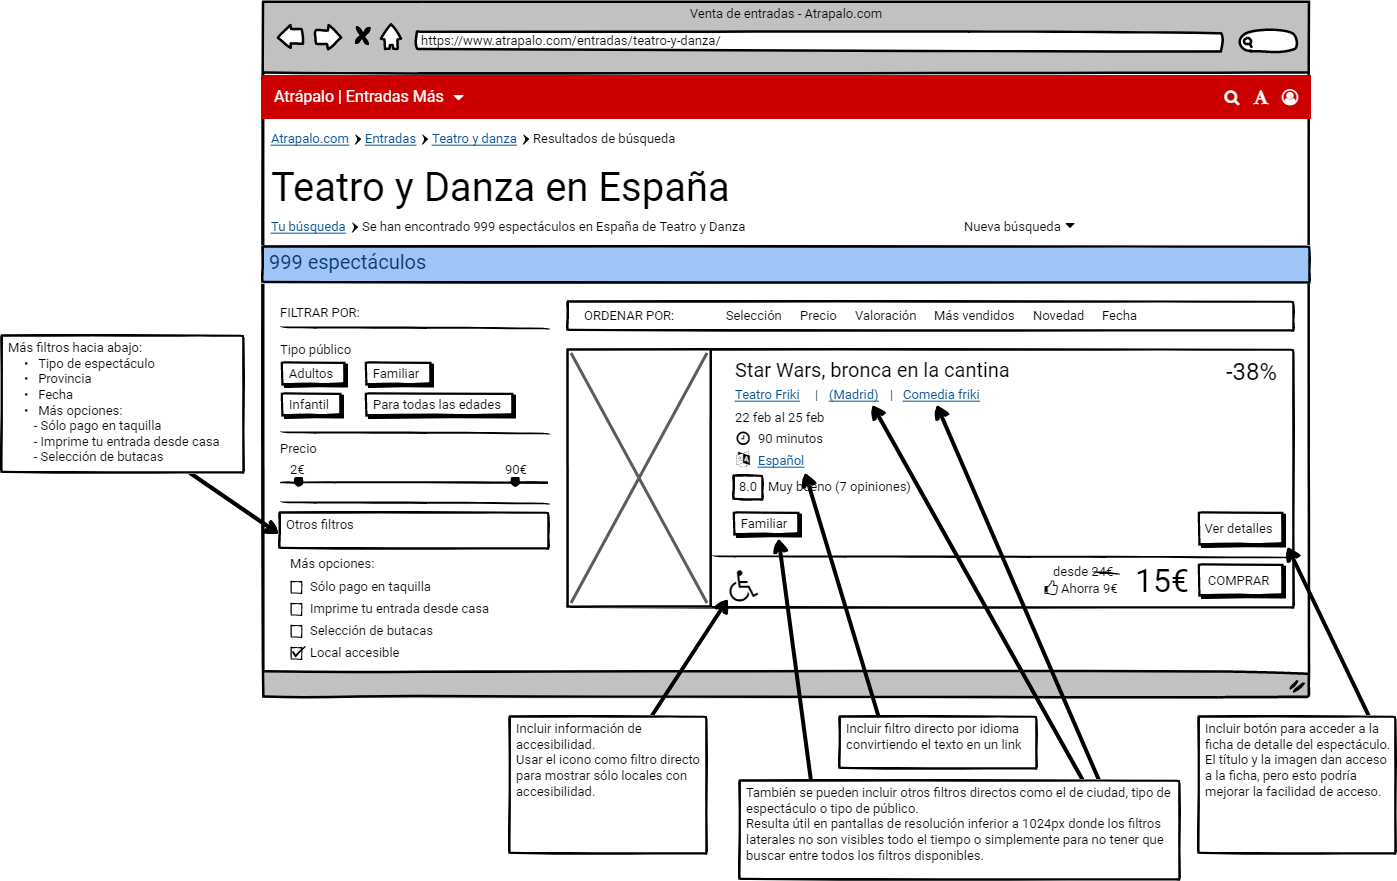 Venta de entradas - Atrapalo.com
https://www.atrapalo.com/entradas/teatro-y-danza/
Atrápalo | Entradas Más
Atrapalo.com Entradas Teatro y danza Resultados de búsqueda
Teatro y Danza en España
Tu búsqueda Se han encontrado 999 espectáculos en España de Teatro y Danza
Nueva búsqueda
999 espectáculos
FILTRAR POR:
Tipo público
Adultos Familiar
Infantil Para todas las edades
Precio
2€ 90€
Otros filtros
Más opciones:
Sólo pago en taquilla
Imprime tu entrada desde casa
Selección de butacas
Local accesible
ORDENAR POR: Selección Precio Valoración Más vendidos Novedad Fecha
Star Wars, bronca en la cantina
-38%
Teatro Friki | (Madrid) | Comedia friki
22 feb al 25 feb
90 minutos
Español
8.0 Muy bueno (7 opiniones)
Familiar
Ver detalles
desde 24€
Ahorra 9€
15€
COMPRAR
Más filtros hacia abajo:
• Tipo de espectáculo
• Provincia
• Fecha
• Más opciones:
- Sólo pago en taquilla
- Imprime tu entrada desde casa
- Selección de butacas
Incluir información de
accesibilidad.
Usar el icono como filtro directo
para mostrar sólo locales con
accesibilidad.
Incluir filtro directo por idioma
convirtiendo el texto en un link
También se pueden incluir otros filtros directos como el de ciudad, tipo de
espectáculo o tipo de público.
Resulta útil en pantallas de resolución inferior a 1024px donde los filtros
laterales no son visibles todo el tiempo o simplemente para no tener que
buscar entre todos los filtros disponibles.
Incluir botón para acceder a la
ficha de detalle del espectáculo.
El título y la imagen dan acceso
a la ficha, pero esto podría
mejorar la facilidad de acceso.